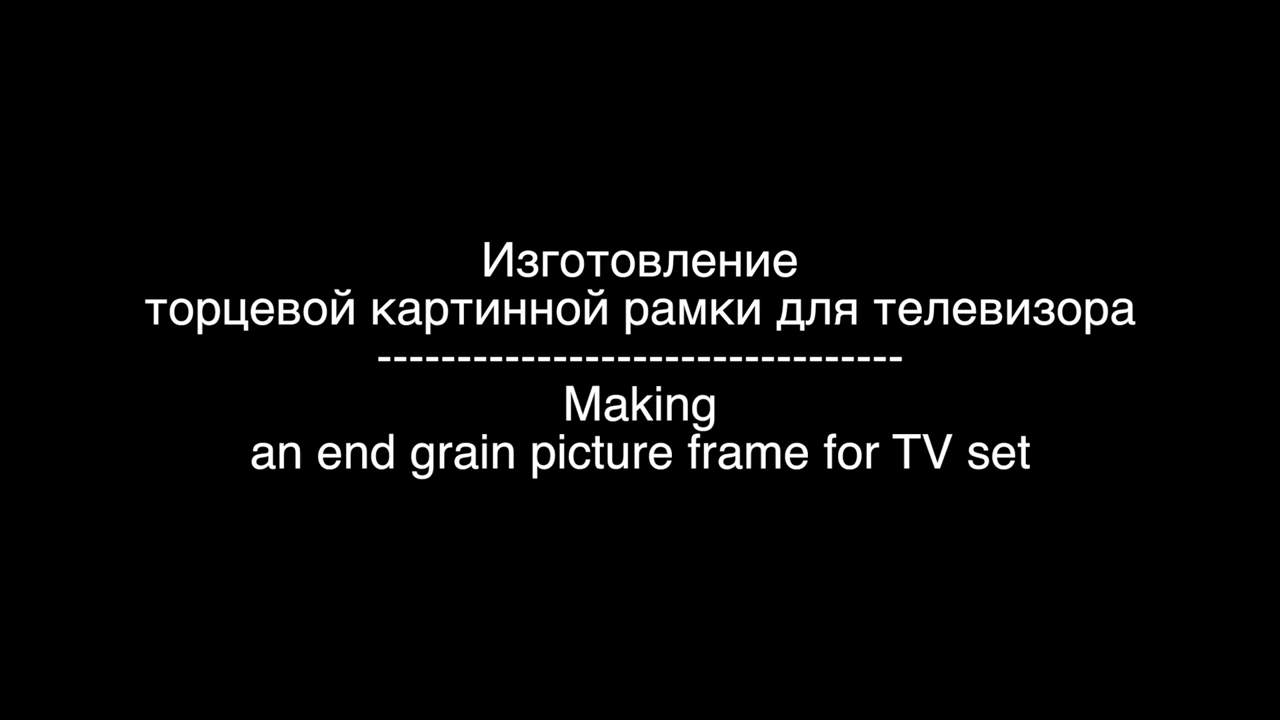 Изготовление
торцевой картинной рамки для телевизора
---------------------------------
Making
an end grain picture frame for TV set